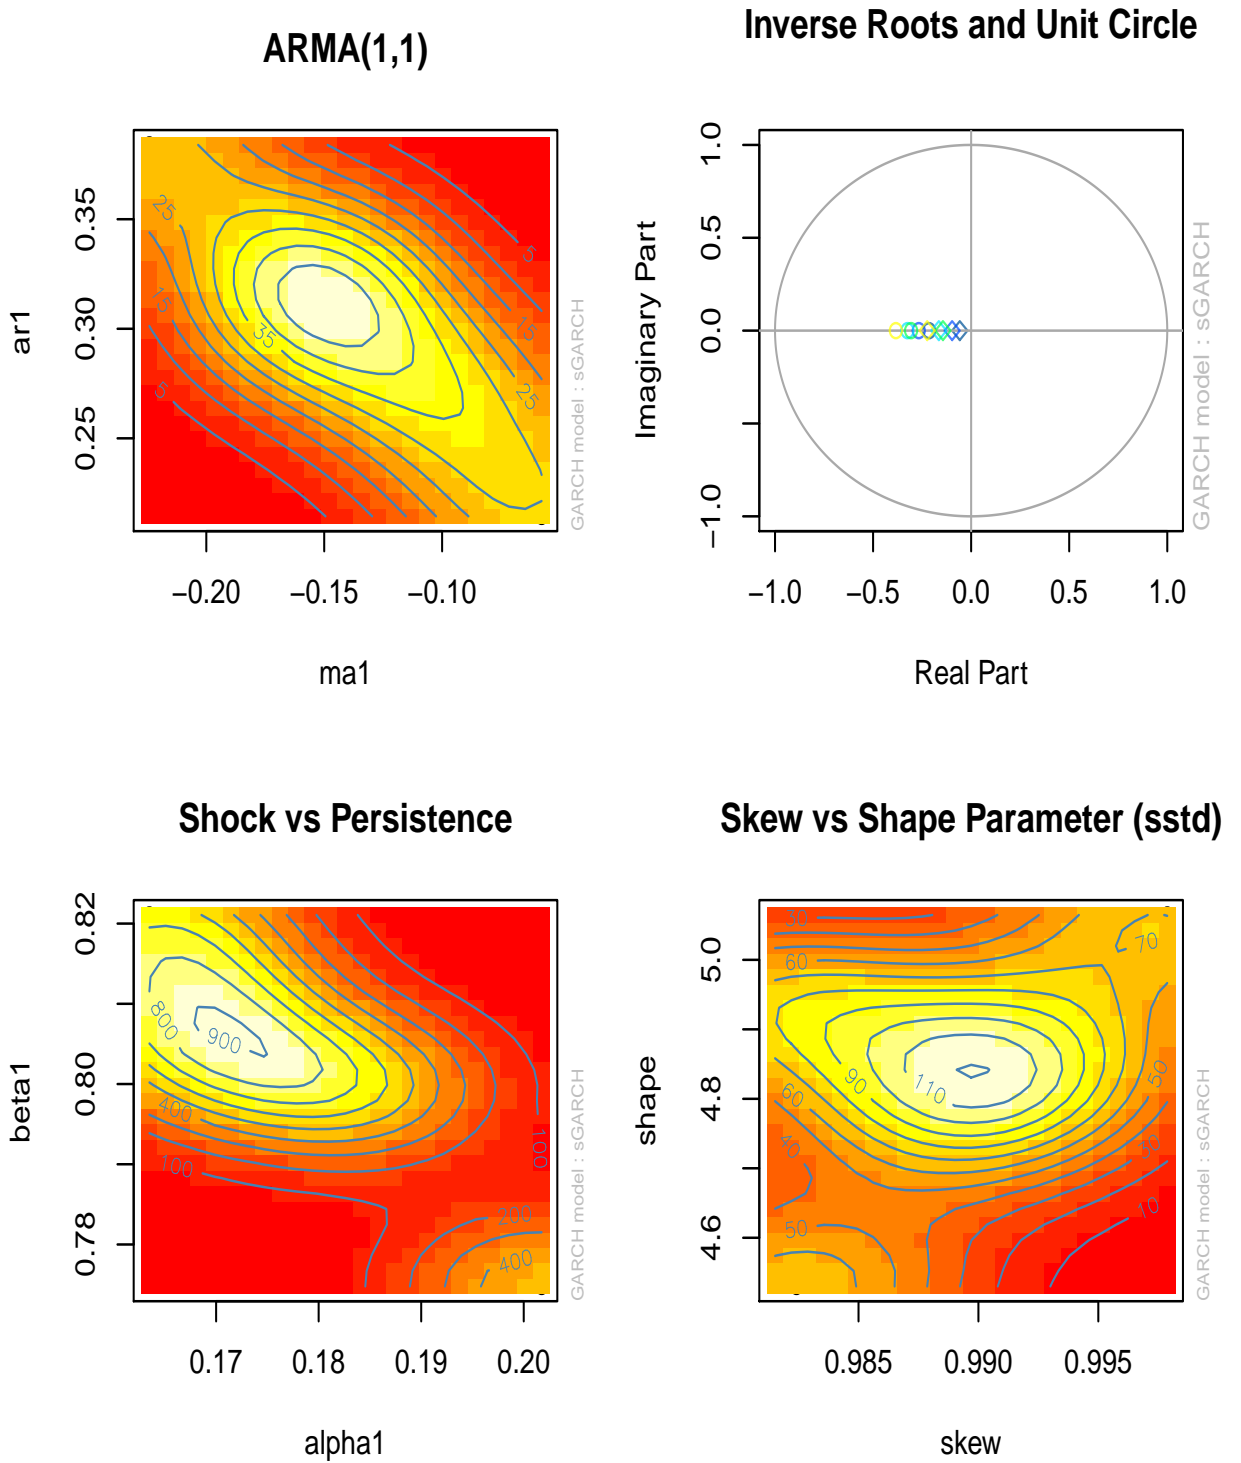 ARMA(1,1)
ar1
0.25 0.30 0.35
25
15
5
35
5
15
25
GARCH model : sGARCH
−0.20 −0.15 −0.10
ma1
Inverse Roots and Unit Circle
Imaginary Part
−1.0 0.0 0.5 1.0
GARCH model : sGARCH
−1.0 −0.5 0.0 0.5 1.0
Real Part
Shock vs Persistence
beta1
0.78 0.80 0.82
800
900
400
100
100
200
400
GARCH model : sGARCH
0.17 0.18 0.19 0.20
alpha1
Skew vs Shape Parameter (sstd)
shape
4.6 4.8 5.0
30
60
70
90
110
60
40
50
50
10
GARCH model : sGARCH
0.985 0.990 0.995
skew